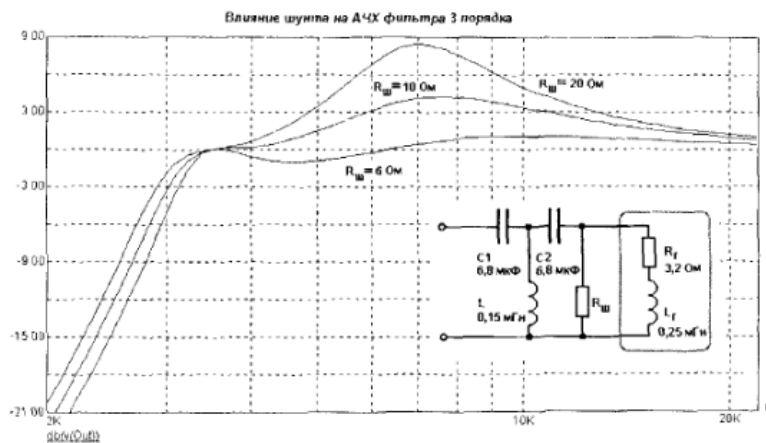 Влияние шунта на АЧХ фильтра 3 порядка
9.00
3.00
-3.00
-9.00
-15.00
-21.00
Rш= 20 Ом
Rш= 10 Ом
Rш= 6 Ом
C1
6,8 мкФ
C2
6,8 мкФ
L
0,15 мГн
Rш
Rг
3,2 Ом
Lг
0,25 мГн
2K
10K
20K
db(v(Out))